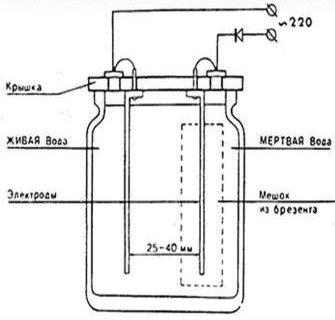 ~220
Крышка
ЖИВАЯ Вода
МЕРТВАЯ Вода
Электроды
Мешок
из брезента
25-40 мм